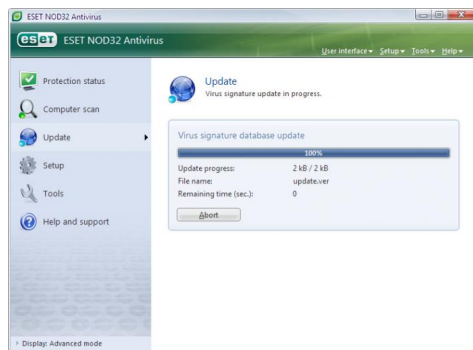 ESET NOD32 Antivirus
eset ESET NOD32 Antivirus
User interface Setup Tools Help
Protection status
Computer scan
Update
Setup
Tools
Help and support
Display: Advanced mode
Update
Virus signature update in progress.
Virus signature database update
100%
Update progress: 2 kB / 2 kB
File name: update.ver
Remaining time (sec.): 0
Abort